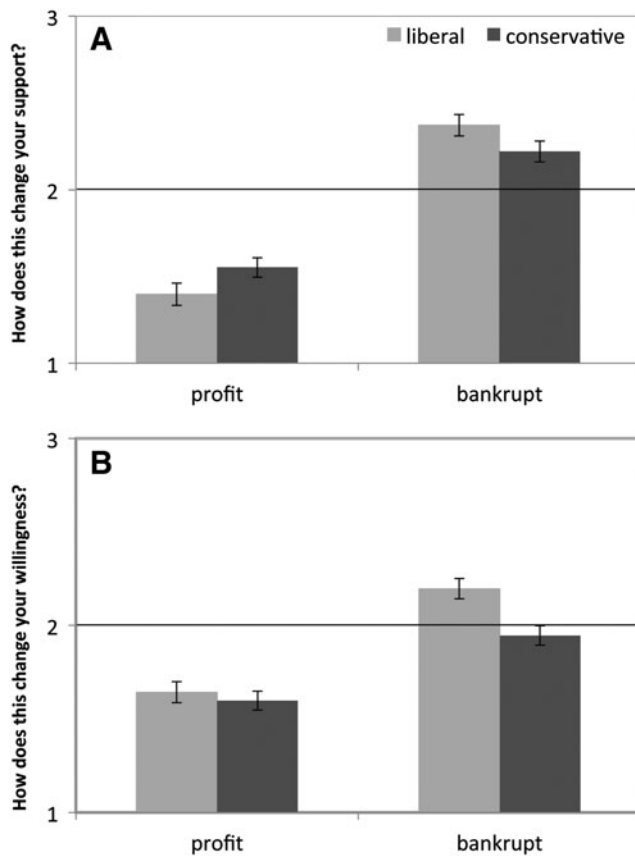 3
A
liberal conservative
How does this change your support?
2
1
profit bankrupt
3
B
How does this change your willingness?
2
1
profit bankrupt